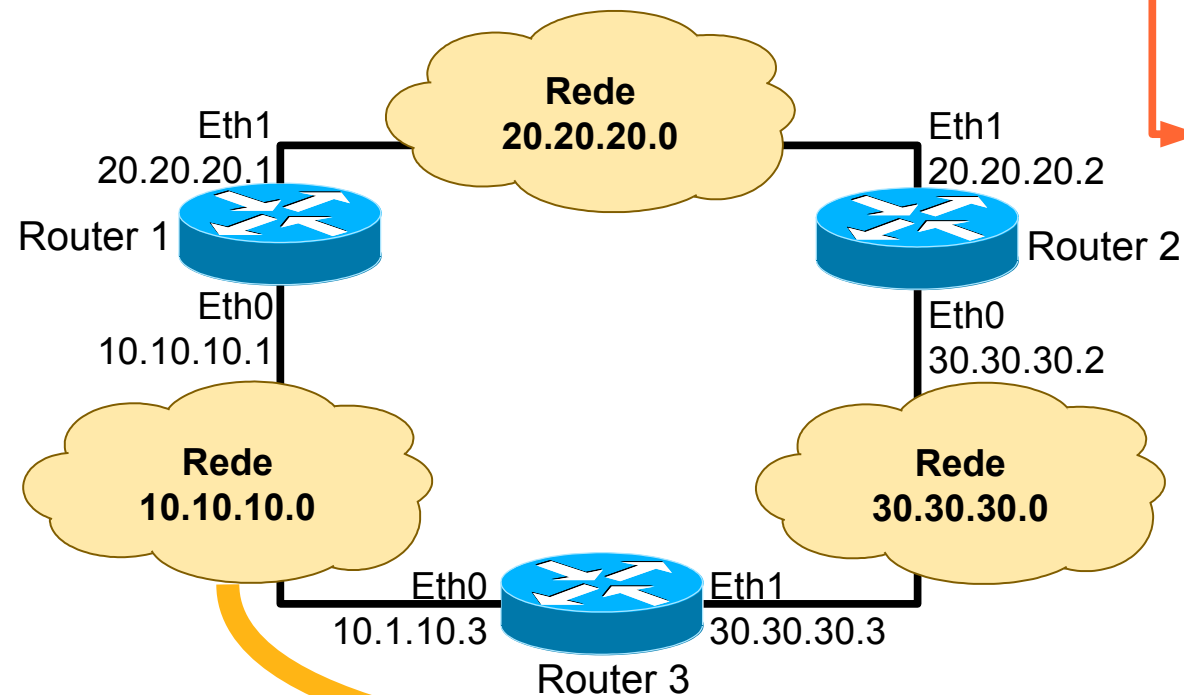 Rede
20.20.20.0
Eth1
20.20.20.1
Eth1
20.20.20.2
Router 1
Router 2
Eth0
10.10.10.1
Eth0
30.30.30.2
Rede
10.10.10.0
Rede
30.30.30.0
Eth0
10.1.10.3
Eth1
30.30.30.3
Router 3